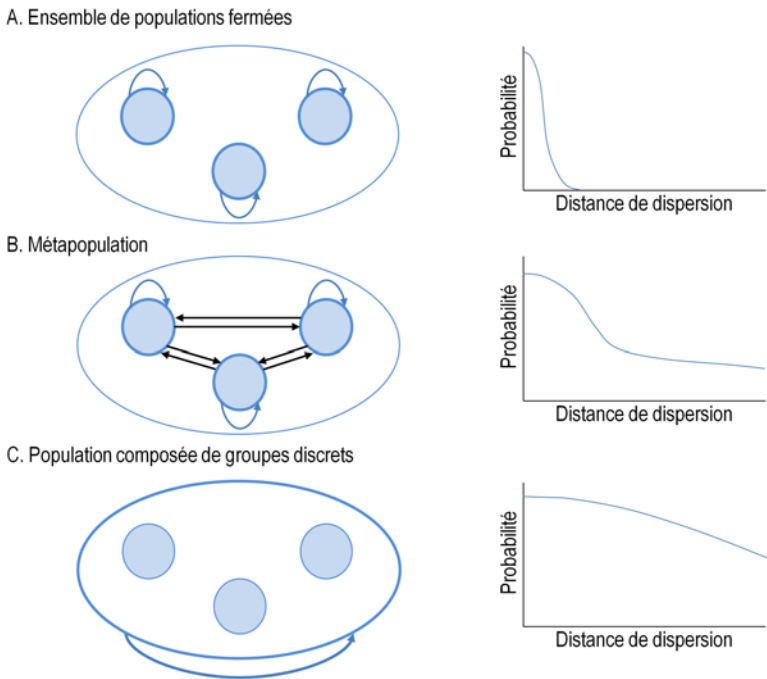 A. Ensemble de populations fermées
Probabilité
Distance de dispersion
B. Métapopulation
Probabilité
Distance de dispersion
C. Population composée de groupes discrets
Probabilité
Distance de dispersion